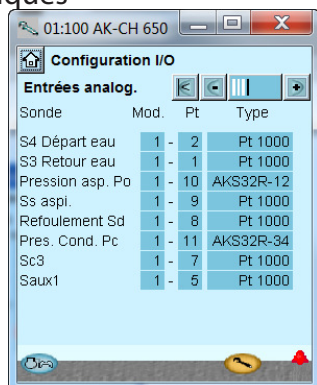 iques
01:100 AK-CH 650
Configuration I/O
Entrées analog.
Sonde Mod. Pt Type
S4 Départ eau 1 - 2 Pt 1000
S3 Retour eau 1 - 1 Pt 1000
Pression asp. Po 1 - 10 AKS32R-12
Ss aspi. 1 - 9 Pt 1000
Refoulement Sd 1 - 8 Pt 1000
Pres. Cond. Pc 1 - 11 AKS32R-34
Sc3 1 - 7 Pt 1000
Saux1 1 - 5 Pt 1000